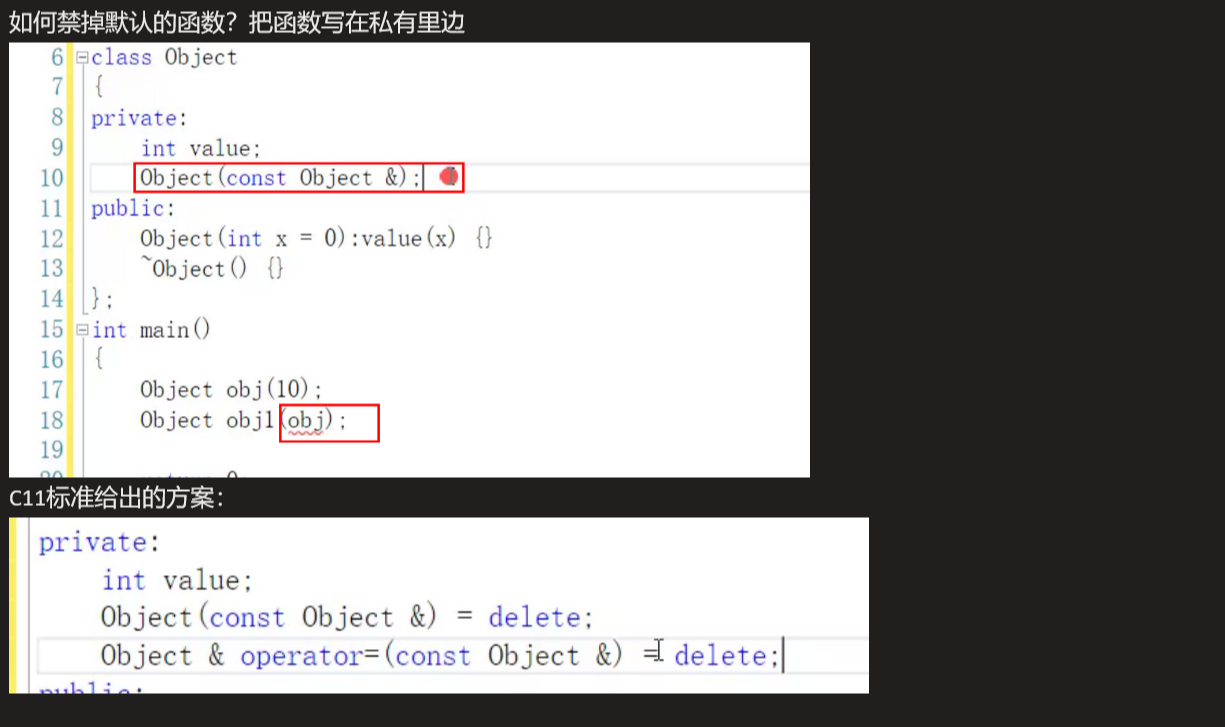 如何禁掉默认的函数？把函数写在私有里边
6 class Object
7 {
8 private:
9 int value;
10 Object(const Object &);
11 public:
12 Object(int x = 0):value(x) {}
13 ~Object() {}
14 };
15 int main()
16 {
17 Object obj(10);
18 Object obj1(obj);
19
C11标准给出的方案：
private:
int value;
Object(const Object &) = delete;
Object & operator=(const Object &) = delete;
public: